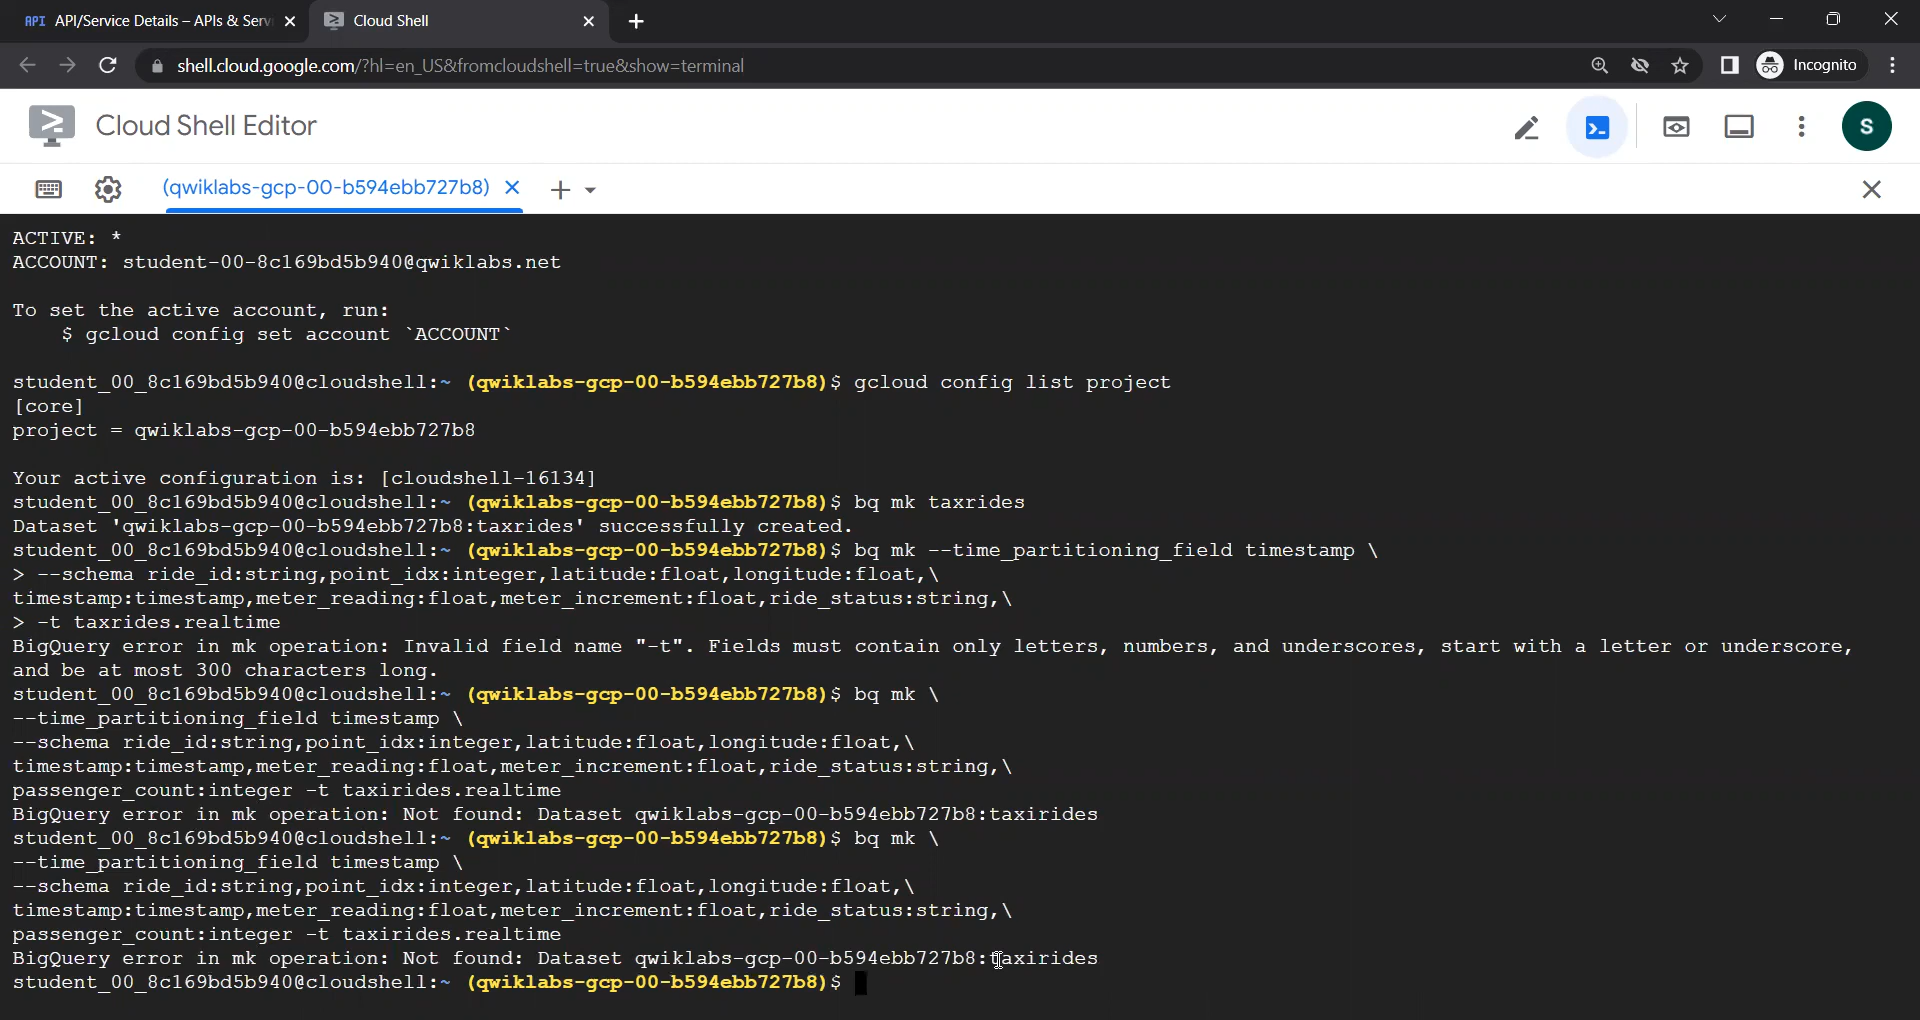 API API/Service Details – APIs & Serv
Cloud Shell
shell.cloud.google.com/?hl=en_US&fromcloudshell=true&show=terminal
Incognito
Cloud Shell Editor
S
(qwiklabs-gcp-00-b594ebb727b8)
ACTIVE: *
ACCOUNT: student-00-8c169bd5b940@qwiklabs.net
To set the active account, run:
$ gcloud config set account `ACCOUNT`
student_00_8c169bd5b940@cloudshell:~ (qwiklabs-gcp-00-b594ebb727b8)$ gcloud config list project
[core]
project = qwiklabs-gcp-00-b594ebb727b8
Your active configuration is: [cloudshell-16134]
student_00_8c169bd5b940@cloudshell:~ (qwiklabs-gcp-00-b594ebb727b8)$ bq mk taxrides
Dataset 'qwiklabs-gcp-00-b594ebb727b8:taxrides' successfully created.
student_00_8c169bd5b940@cloudshell:~ (qwiklabs-gcp-00-b594ebb727b8)$ bq mk --time_partitioning_field timestamp \
> --schema ride_id:string,point_idx:integer,latitude:float,longitude:float,\
timestamp:timestamp,meter_reading:float,meter_increment:float,ride_status:string,\
> -t taxrides.realtime
BigQuery error in mk operation: Invalid field name "-t". Fields must contain only letters, numbers, and underscores, start with a letter or underscore,
and be at most 300 characters long.
student_00_8c169bd5b940@cloudshell:~ (qwiklabs-gcp-00-b594ebb727b8)$ bq mk \
--time_partitioning_field timestamp \
--schema ride_id:string,point_idx:integer,latitude:float,longitude:float,\
timestamp:timestamp,meter_reading:float,meter_increment:float,ride_status:string,\
passenger_count:integer -t taxirides.realtime
BigQuery error in mk operation: Not found: Dataset qwiklabs-gcp-00-b594ebb727b8:taxirides
student_00_8c169bd5b940@cloudshell:~ (qwiklabs-gcp-00-b594ebb727b8)$ bq mk \
--time_partitioning_field timestamp \
--schema ride_id:string,point_idx:integer,latitude:float,longitude:float,\
timestamp:timestamp,meter_reading:float,meter_increment:float,ride_status:string,\
passenger_count:integer -t taxirides.realtime
BigQuery error in mk operation: Not found: Dataset qwiklabs-gcp-00-b594ebb727b8:taxirides
student_00_8c169bd5b940@cloudshell:~ (qwiklabs-gcp-00-b594ebb727b8)$